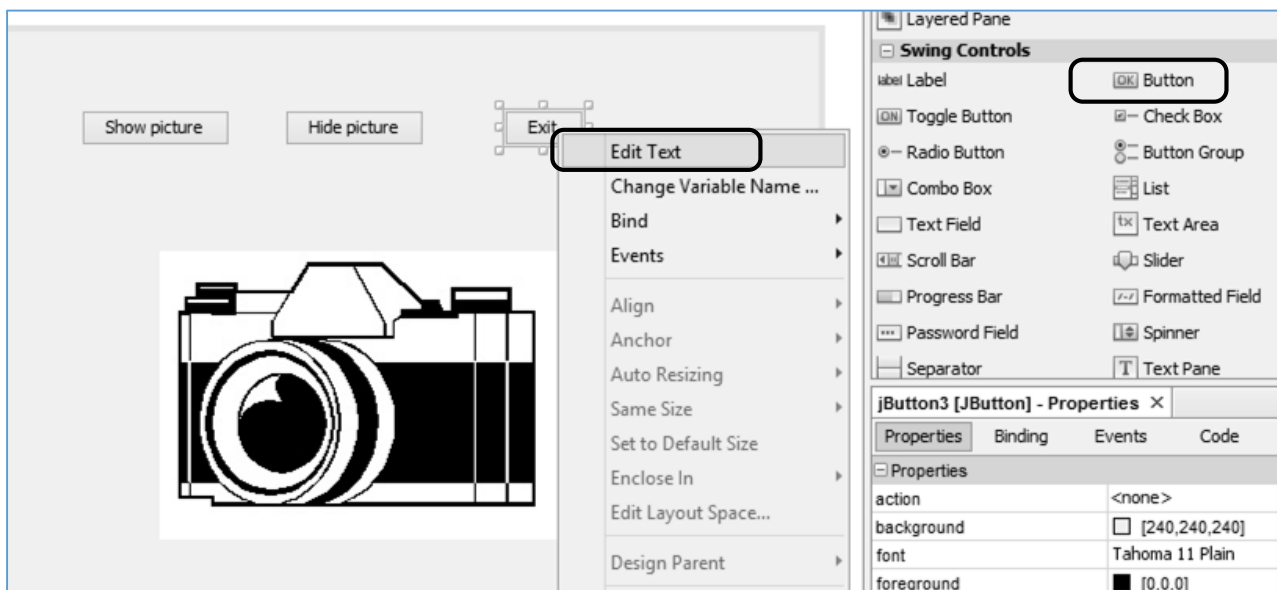 Show picture
Hide picture
Exit
Edit Text
Change Variable Name ...
Bind
Events
Align
Anchor
Auto Resizing
Same Size
Set to Default Size
Enclose In
Edit Layout Space...
Design Parent
Layered Pane
Swing Controls
label Label
OK Button
ON Toggle Button
Check Box
Radio Button
Button Group
Combo Box
List
Text Field
tx Text Area
Scroll Bar
Slider
Progress Bar
Formatted Field
Password Field
Spinner
Separator
T Text Pane
jButton3 [JButton] - Properties ×
Properties Binding Events Code
Properties
action <none>
background [240,240,240]
font Tahoma 11 Plain
foreground [0,0,0]